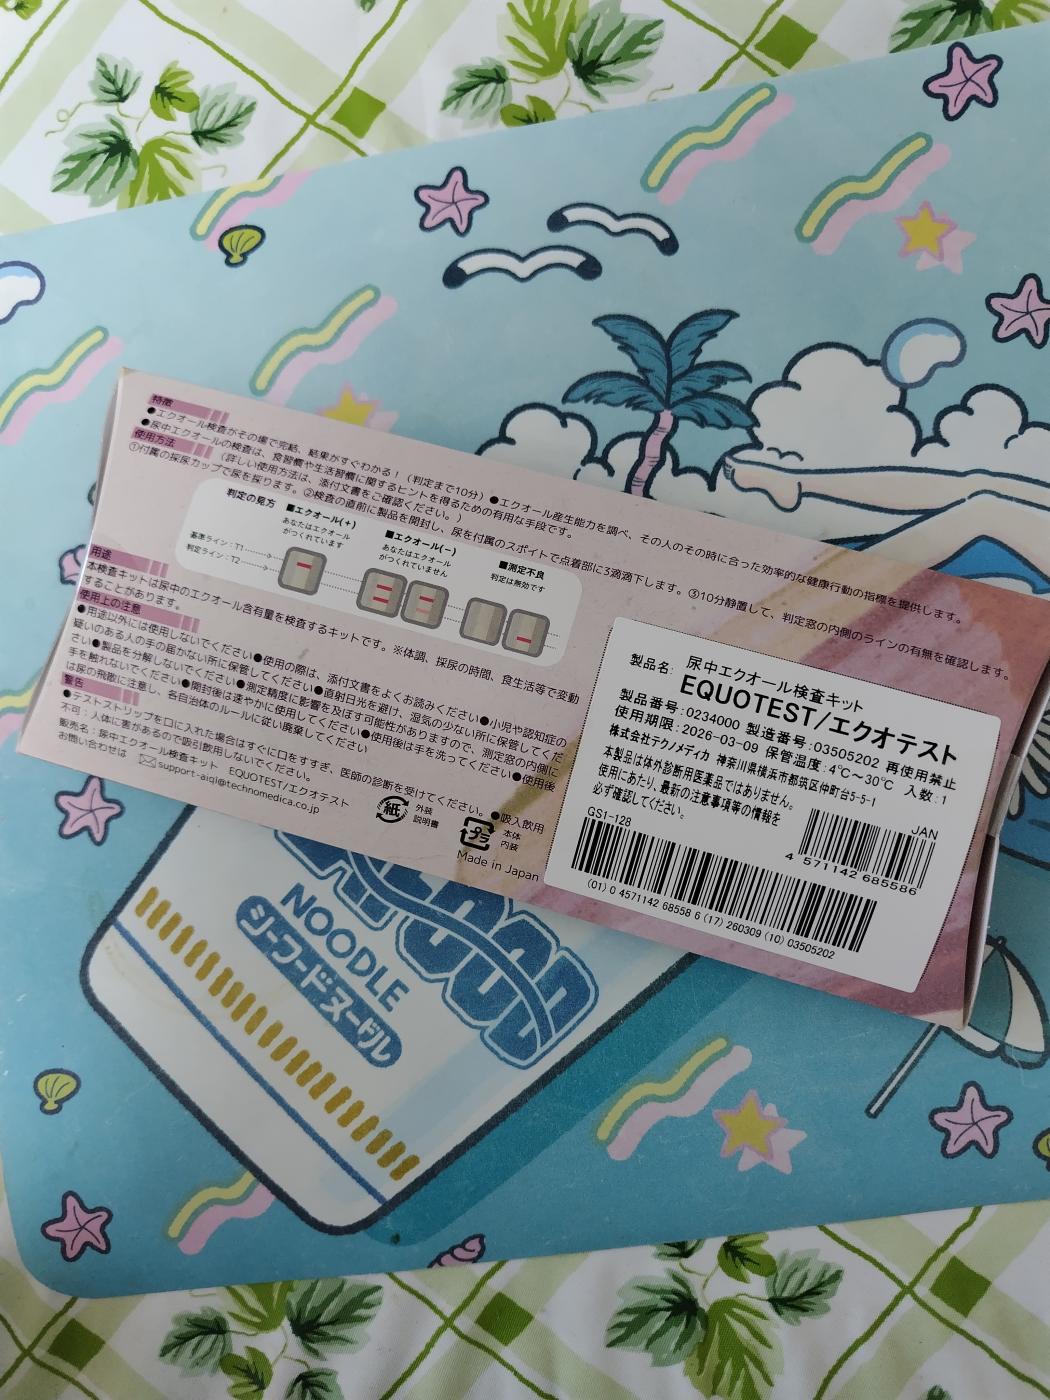 特徴
●エクオール検査がその場で完結、結果がすぐわかる!(判定まで10分)●エクオール産生能力を調べ、その人のその時に合った効率的な健康行動の指標を提供します。
●尿中エクオールの検査は、食習慣や生活習慣に関するヒントを得るための有用な手段です。
使用方法 (詳しい使用方法は、添付文書をご確認ください。)
①付属の採尿カップで尿を採ります。②検査の直前に製品を開封し、尿を付属のスポイトで点着部に3滴滴下します。③10分静置して、判定窓の内側のラインの有無を確認します。
判定の見方
■エクオール(+)
あなたはエクオール
がつくれています
■エクオール(−)
あなたはエクオール
がつくれていません
■測定不良
判定は無効です
基準ライン:T1
判定ライン:T2
用途
本検査キットは尿中のエクオール含有量を検査するキットです。※体調、採尿の時間、食生活等で変動
することがあります。
使用上の注意
●用途以外には使用しないでください●使用の際は、添付文書をよくお読みください●小児や認知症の
疑いのある人の手の届かない所に保管してください●直射日光を避け、湿気の少ない所に保管してくだ
さい●製品を分解しないでください●測定精度に影響を及ぼす可能性がありますので、測定窓の内側に
手を触れないでください●開封後は速やかに使用してください●使用後は手を洗ってください●使用後
は尿の飛散に注意し、各自治体のルールに従い廃棄してください
警告
●テストストリップを口に入れた場合はすぐに口をすすぎ、医師の診断を受けてください。●吸入飲用
不可:人体に害があるので吸引飲用しないでください。
販売名:尿中エクオール検査キット EQUOTEST/エクオテスト
お問い合わせは support-aiqi@technomedica.co.jp
紙
外装
説明書
プラ
本体
内装
Made in Japan
製品名: 尿中エクオール検査キット
EQUOTEST/エクオテスト
製品番号:0234000 製造番号:03505202 再使用禁止
使用期限:2026-03-09 保管温度:4℃〜30℃ 入数:1
株式会社テクノメディカ 神奈川県横浜市都筑区仲町台5-5-1
本製品は体外診断用医薬品ではありません。
使用にあたり、最新の注意事項等の情報を
必ず確認してください。
JAN
4 571142 685586
GS1-128
(01) 0 4571142 68558 6 (17) 260309 (10) 03505202
NOODLE
シーフードヌードル